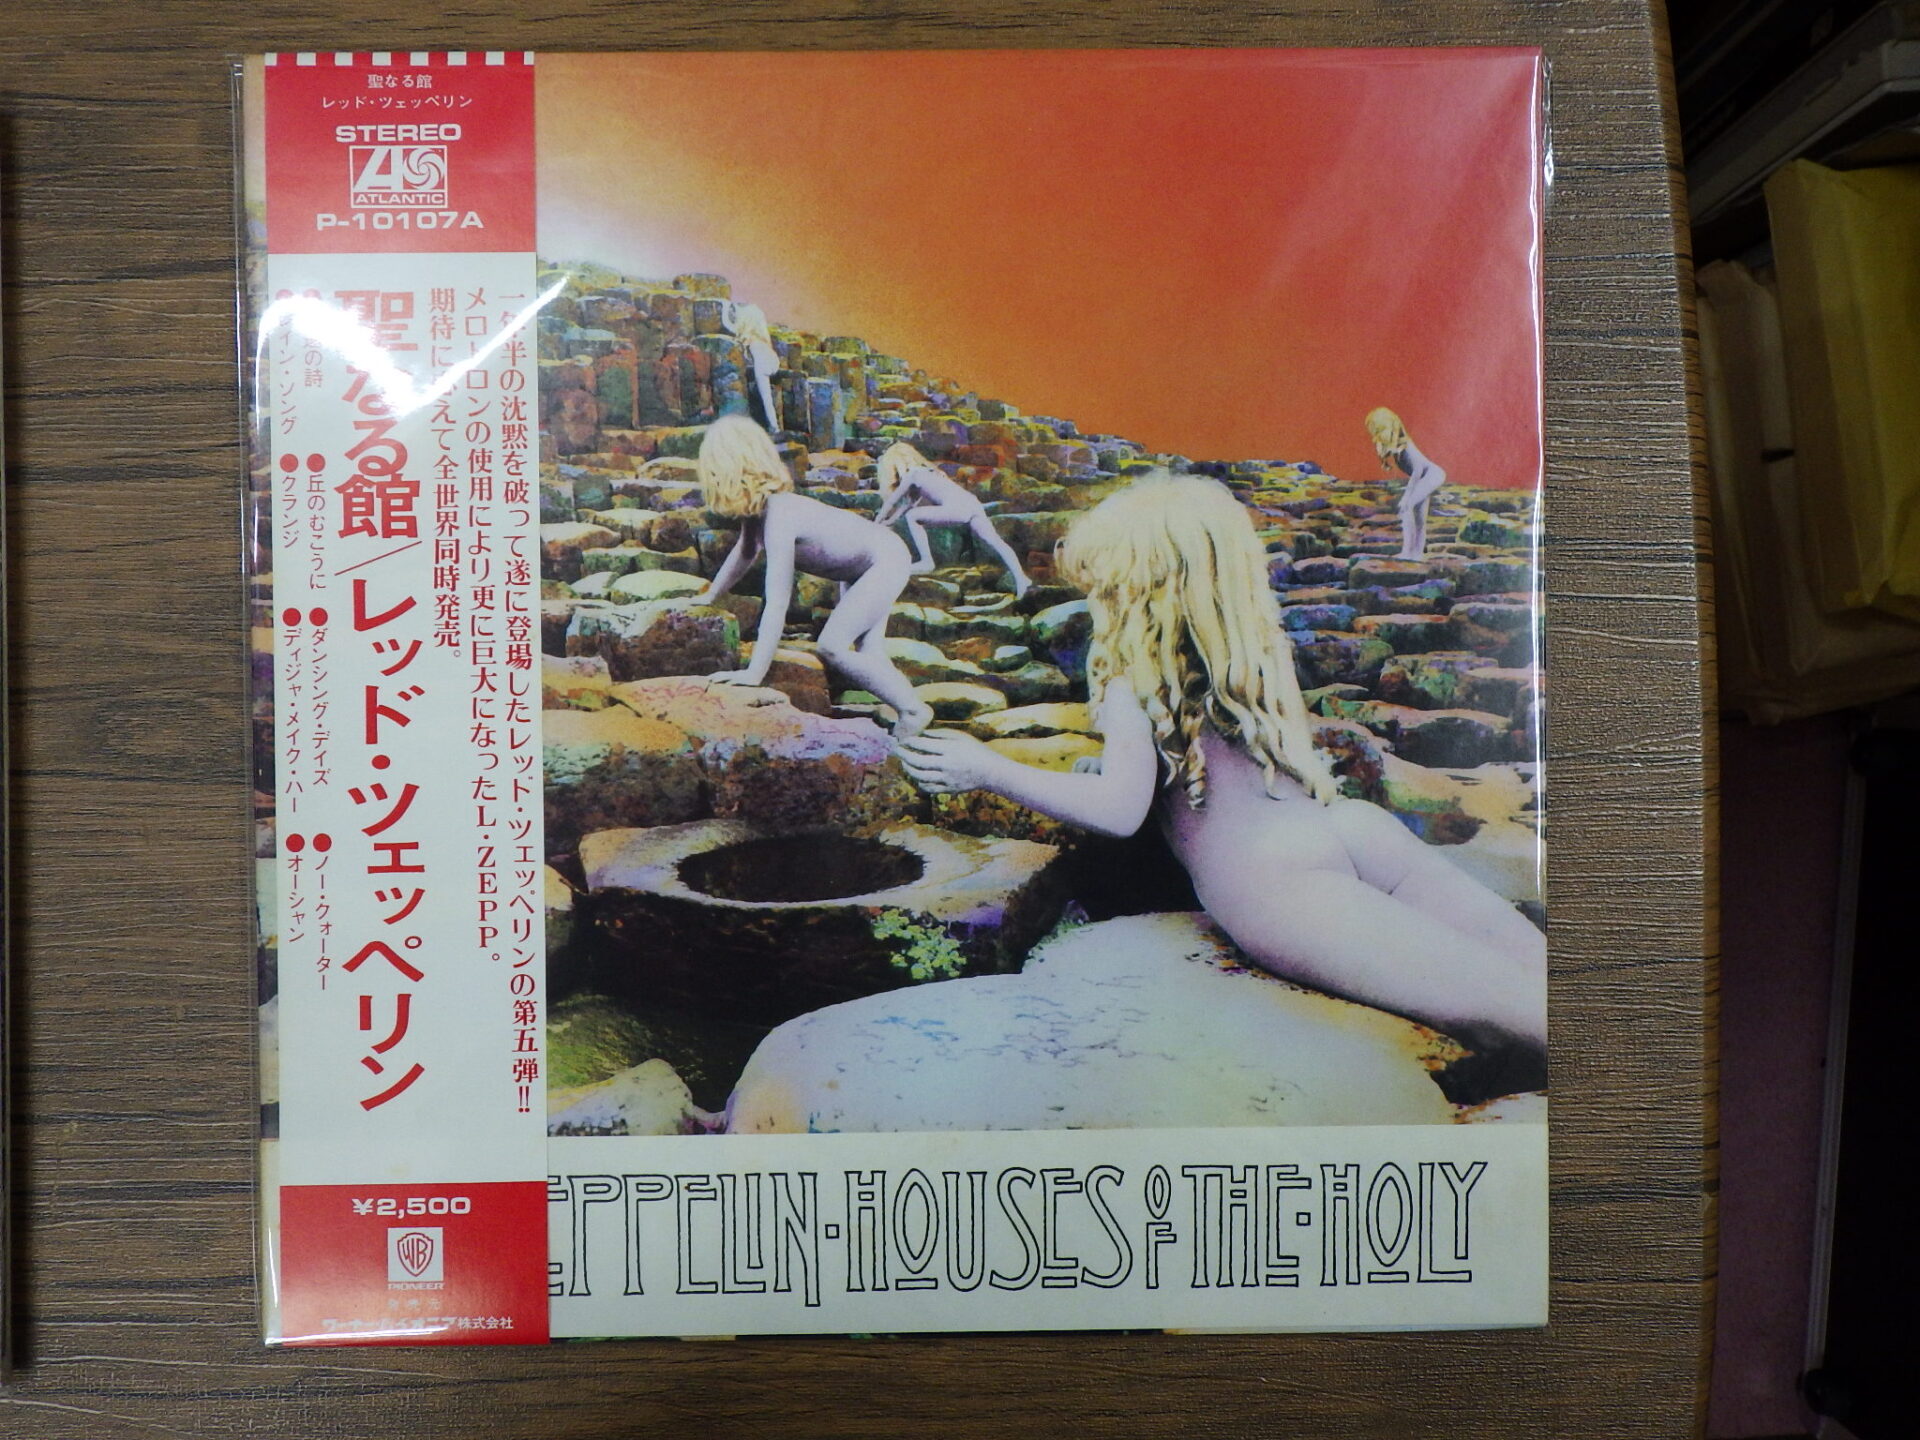 聖なる館
レッド・ツェッペリン
STEREO
ATLANTIC
P-10107A
一年半の沈黙を破って遂に登場したレッド・ツェッペリンの第五弾!!
メロトロンの使用により更に巨大になったL・ZEPP。
期待に応えて全世界同時発売。
聖なる館/レッド・ツェッペリン
の詩
●丘のむこうに
●ダンシング・デイズ
●ノー・クォーター
イン・ソング
●クランジ
●ディジャ・メイク・ハー
●オーシャン
¥2,500
WB
PIONEER
発売元
ワーナー・パイオニア株式会社
EPPELIN·HOUSES OF THE·HOLY